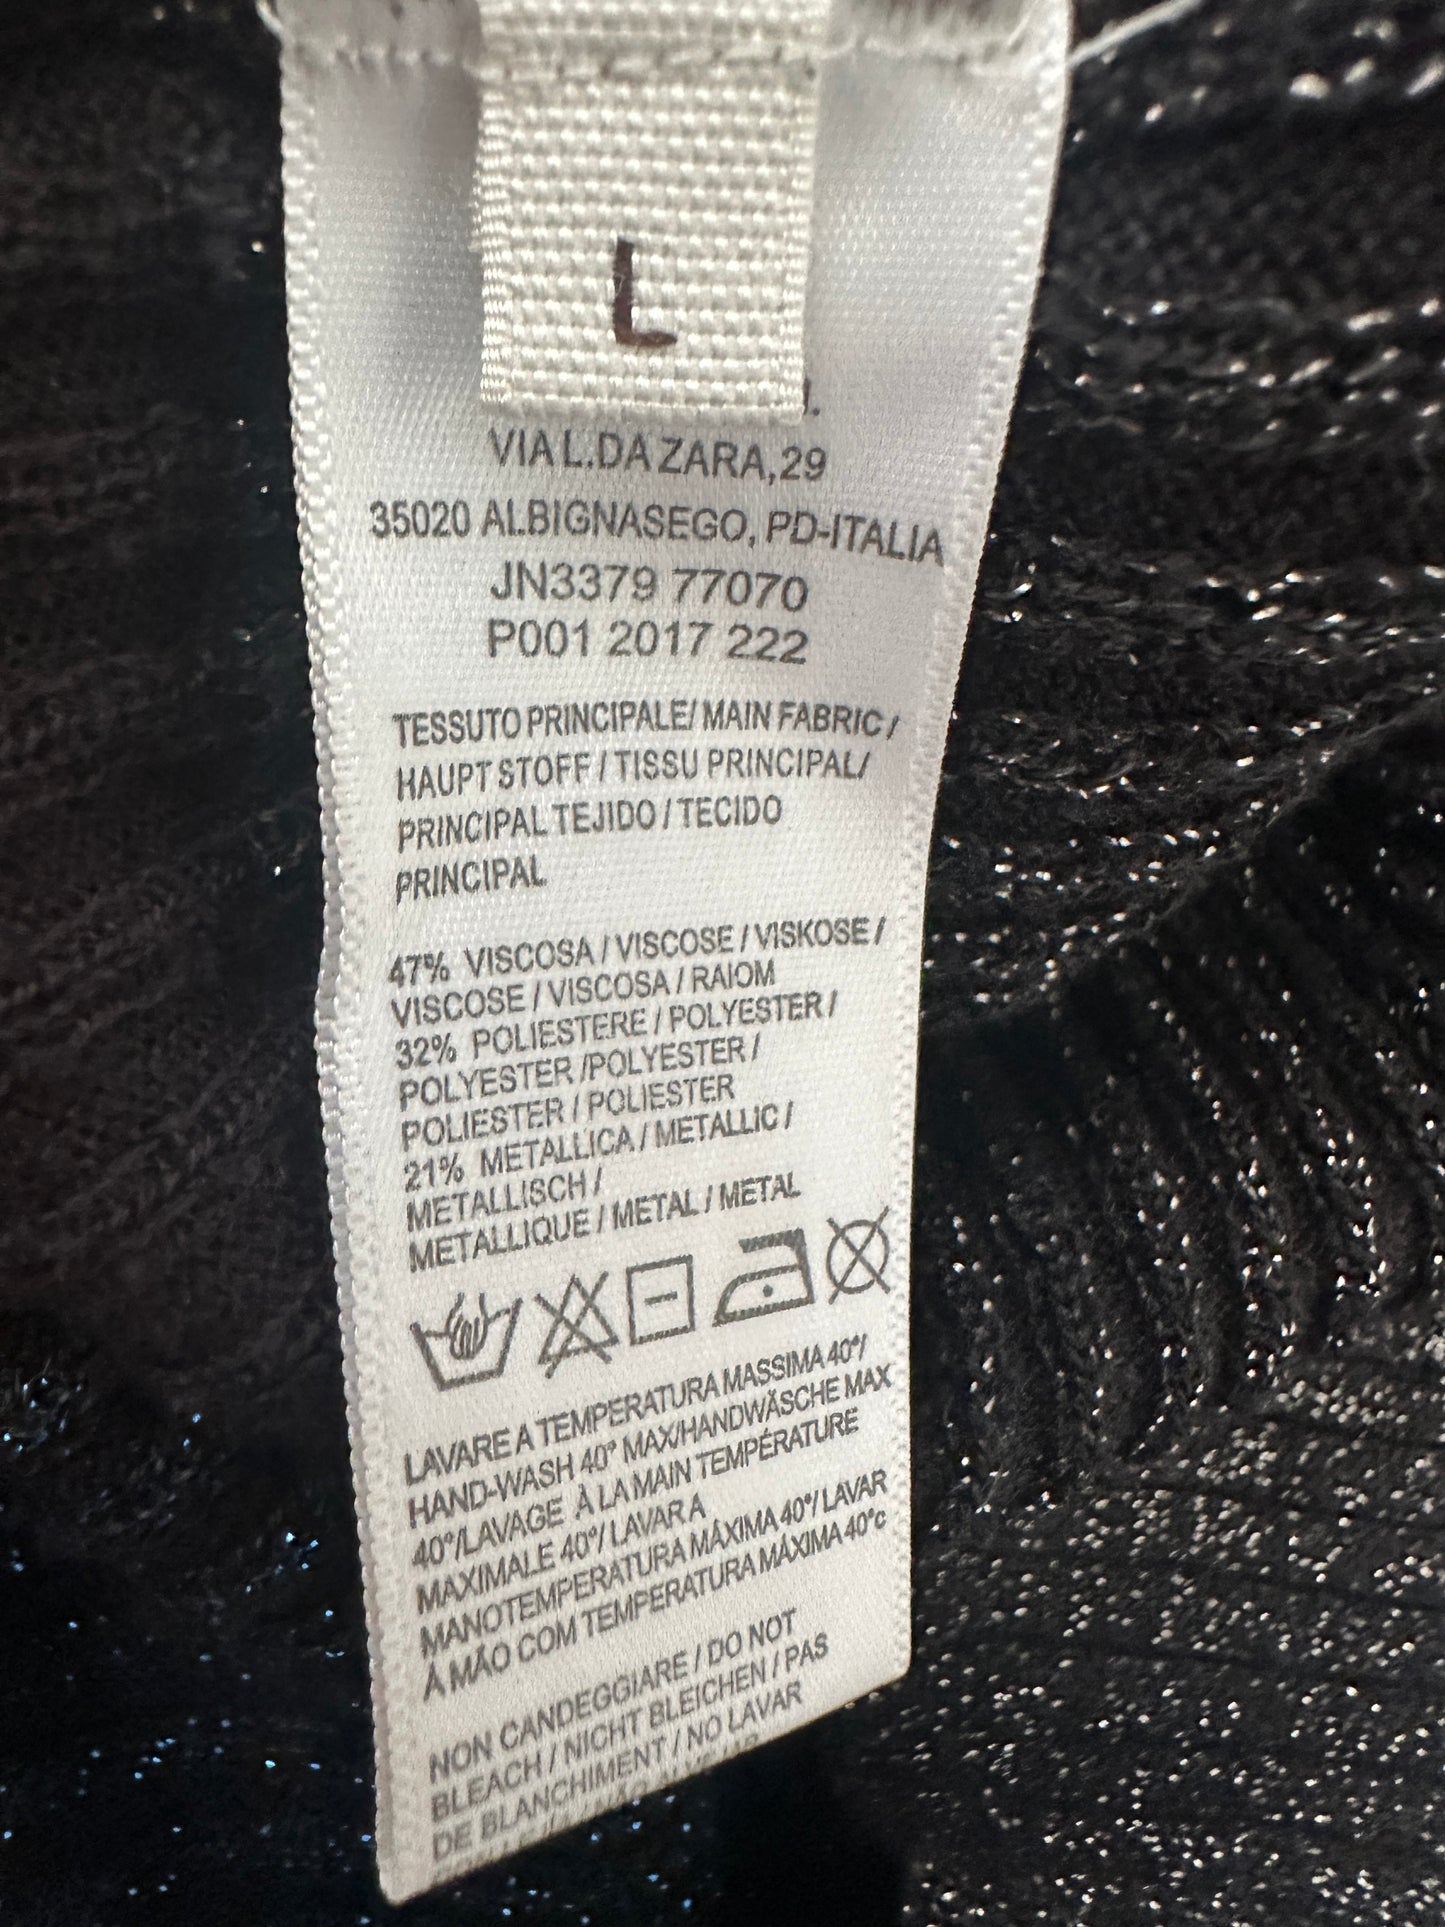 L
VIA L.DA ZARA,29
35020 ALBIGNASEGO, PD-ITALIA
JN3379 77070
P001 2017 222
TESSUTO PRINCIPALE/ MAIN FABRIC /
HAUPT STOFF / TISSU PRINCIPAL/
PRINCIPAL TEJIDO / TECIDO
PRINCIPAL
47% VISCOSA / VISCOSE / VISKOSE /
VISCOSE / VISCOSA / RAIOM
32% POLIESTERE / POLYESTER /
POLYESTER /POLYESTER /
POLIESTER / POLIESTER
21% METALLICA / METALLIC /
METALLISCH /
METALLIQUE / METAL / METAL
LAVARE A TEMPERATURA MASSIMA 40°/
HAND-WASH 40° MAX/HANDWÄSCHE MAX
40°/LAVAGE À LA MAIN TEMPÉRATURE
MAXIMALE 40°/ LAVAR A
MANOTEMPERATURA MÁXIMA 40°/ LAVAR
À MÃO COM TEMPERATURA MÁXIMA 40°c
NON CANDEGGIARE / DO NOT
BLEACH / NICHT BLEICHEN / PAS
DE BLANCHIMENT / NO LAVAR